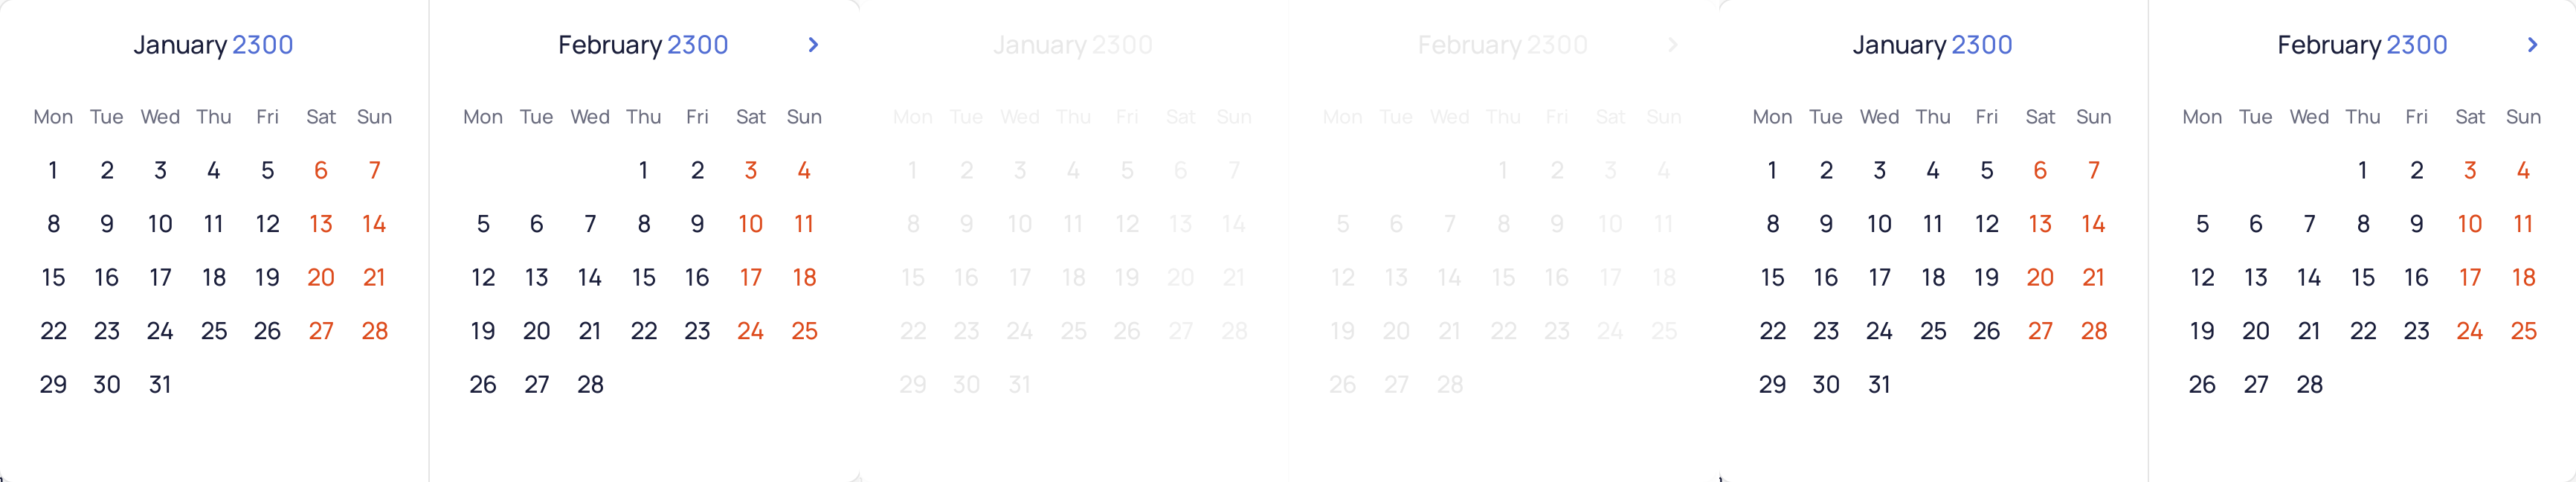 January 2300 February 2300 January 2300 February 2300 January 2300 February 2300
Mon Tue Wed Thu Fri Sat Sun Mon Tue Wed Thu Fri Sat Sun Mon Tue Wed Thu Fri Sat Sun Mon Tue Wed Thu Fri Sat Sun Mon Tue Wed Thu Fri Sat Sun Mon Tue Wed Thu Fri Sat Sun
1 2 3 4 5 6 7 1 2 3 4 1 2 3 4 5 6 7 1 2 3 4 1 2 3 4 5 6 7 1 2 3 4
8 9 10 11 12 13 14 5 6 7 8 9 10 11 8 9 10 11 12 13 14 5 6 7 8 9 10 11 8 9 10 11 12 13 14 5 6 7 8 9 10 11
15 16 17 18 19 20 21 12 13 14 15 16 17 18 15 16 17 18 19 20 21 12 13 14 15 16 17 18 15 16 17 18 19 20 21 12 13 14 15 16 17 18
22 23 24 25 26 27 28 19 20 21 22 23 24 25 22 23 24 25 26 27 28 19 20 21 22 23 24 25 22 23 24 25 26 27 28 19 20 21 22 23 24 25
29 30 31 26 27 28 29 30 31 26 27 28 29 30 31 26 27 28